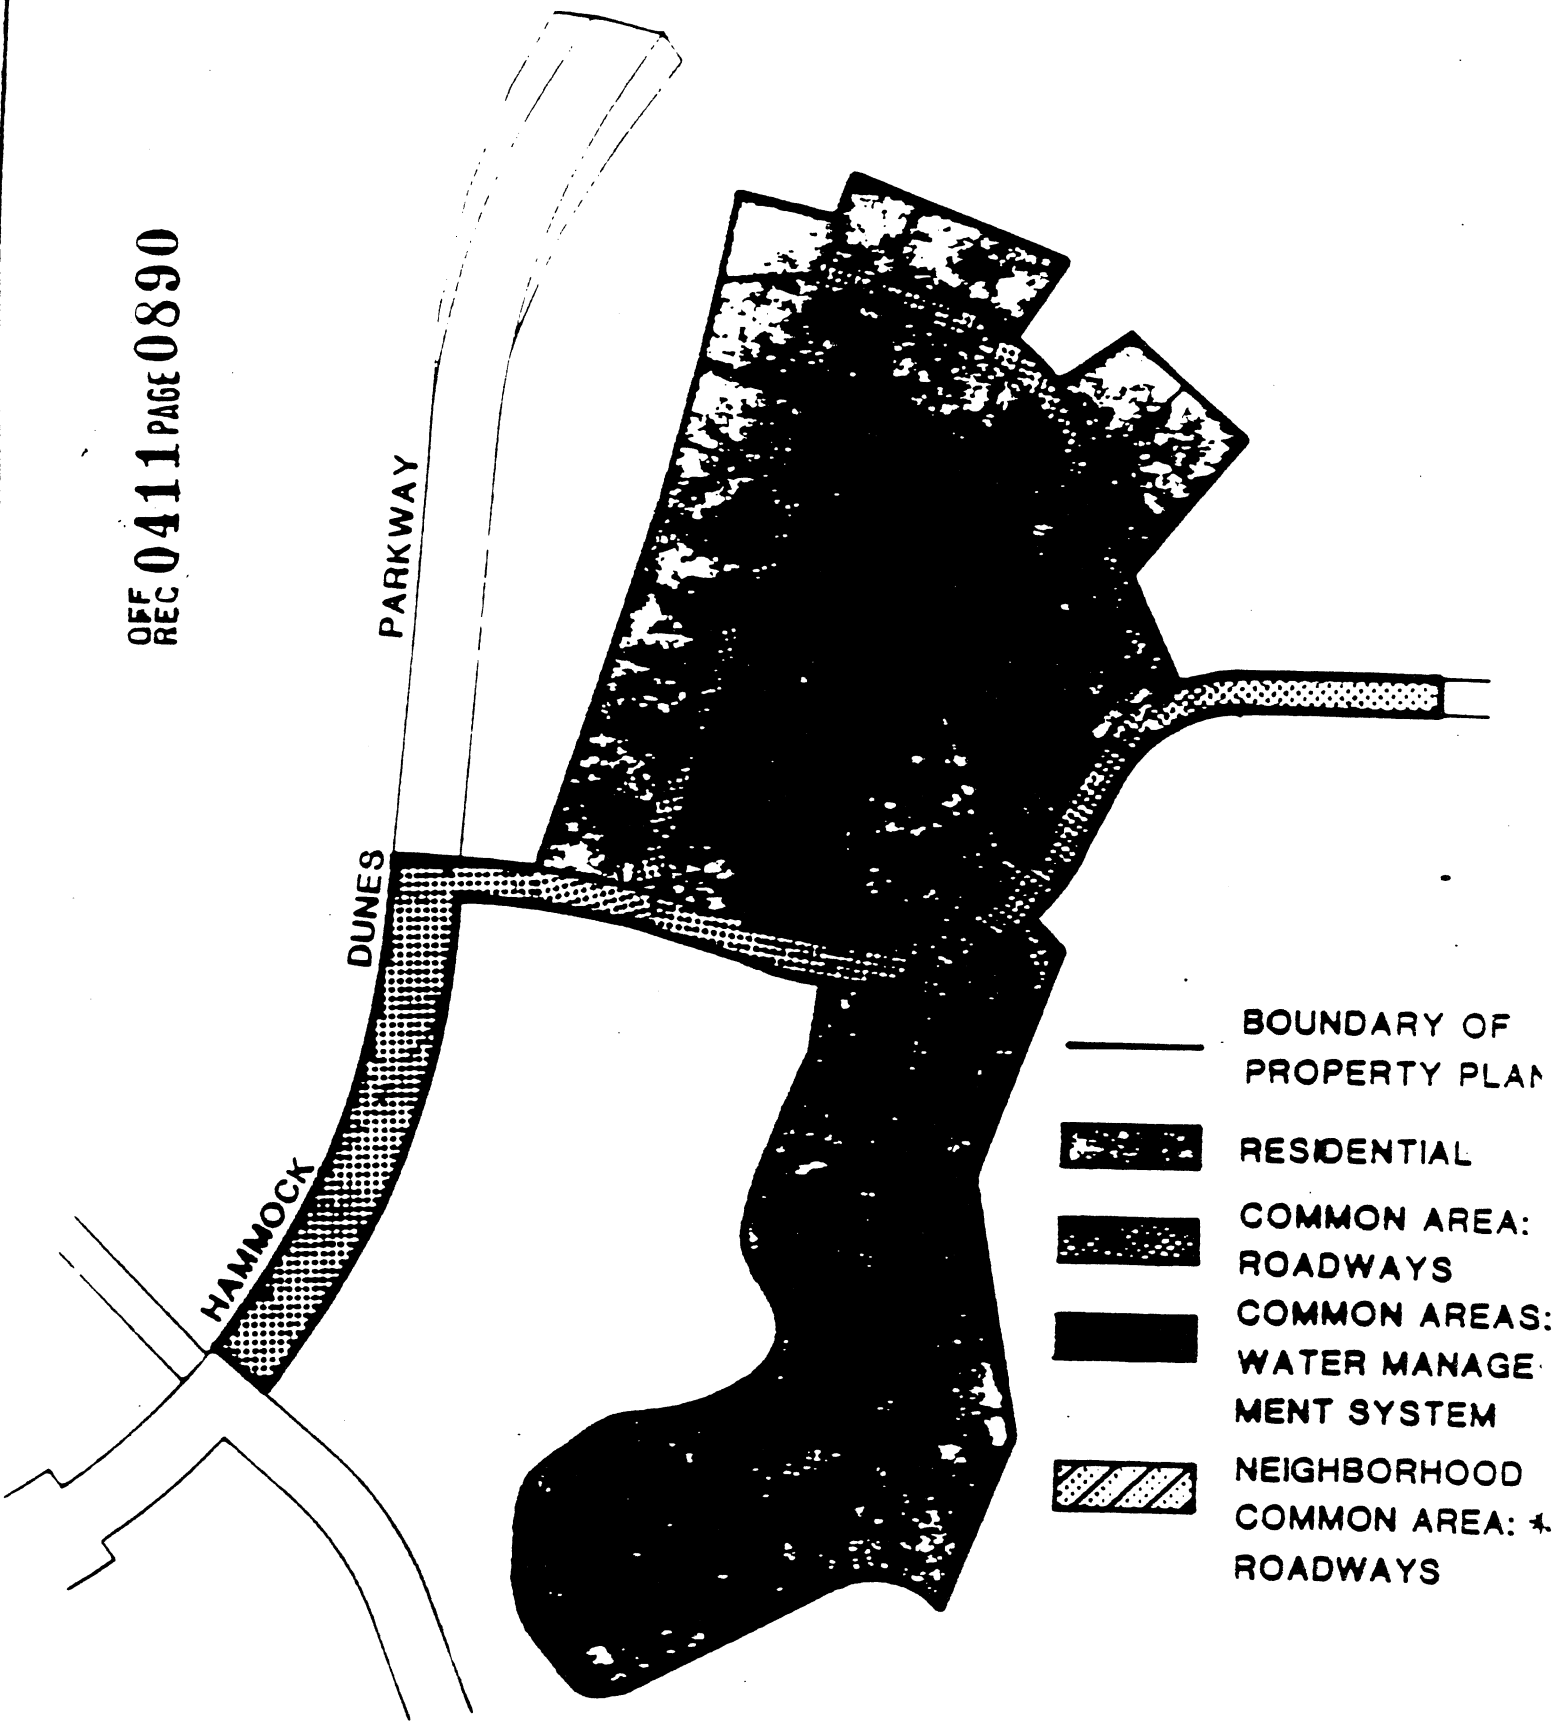 OFF
REC 0411 PAGE 0890
PARKWAY
DUNES
HAMMOCK
BOUNDARY OF
PROPERTY PLAN
RESIDENTIAL
COMMON AREA:
ROADWAYS
COMMON AREAS:
WATER MANAGE-
MENT SYSTEM
NEIGHBORHOOD
COMMON AREA: *
ROADWAYS